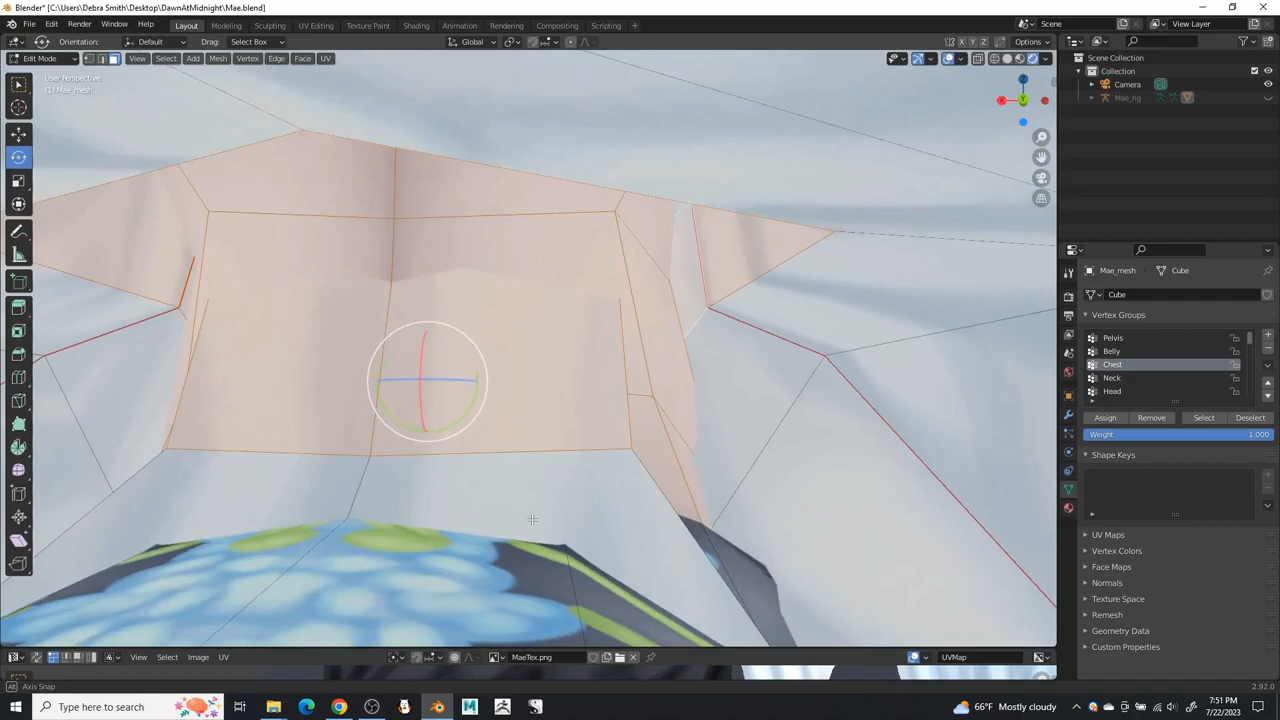 Blender* [C:\Users\Debra Smith\Desktop\DawnAtMidnight\Mae.blend]
File Edit Render Window Help Layout Modeling Sculpting UV Editing Texture Paint Shading Animation Rendering Compositing Scripting + Scene View Layer
Orientation: Default Drag: Select Box Global X Y Z Options
Edit Mode View Select Add Mesh Vertex Edge Face UV
User Perspective
(1) Mae_mesh
Z
X
Y
Scene Collection
Collection
Camera
Mae_rig
Mae_mesh Cube
Cube
Vertex Groups
Pelvis
Belly
Chest
Neck
Head
Assign Remove Select Deselect
Weight 1.000
Shape Keys
UV Maps
Vertex Colors
Face Maps
Normals
Texture Space
Remesh
Geometry Data
Custom Properties
View Select Image UV MaeTex.png UVMap
Alt Axis Snap 2.92.0
Type here to search
66°F Mostly cloudy
7:51 PM
7/22/2023